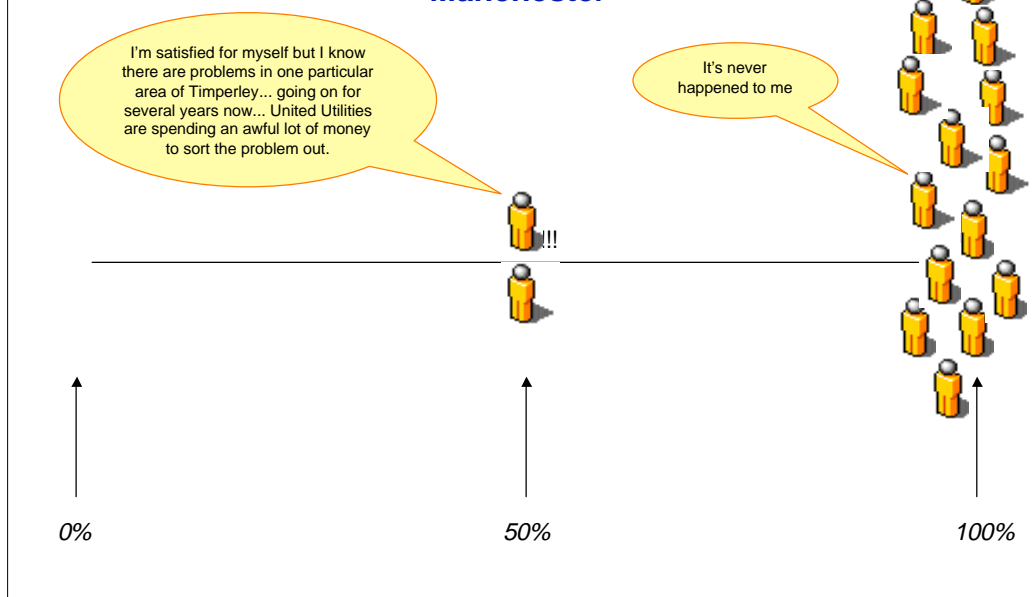 I'm satisfied for myself but I know
there are problems in one particular
area of Timperley... going on for
several years now... United Utilities
are spending an awful lot of money
to sort the problem out.
It's never
happened to me
!!!
0%
50%
100%